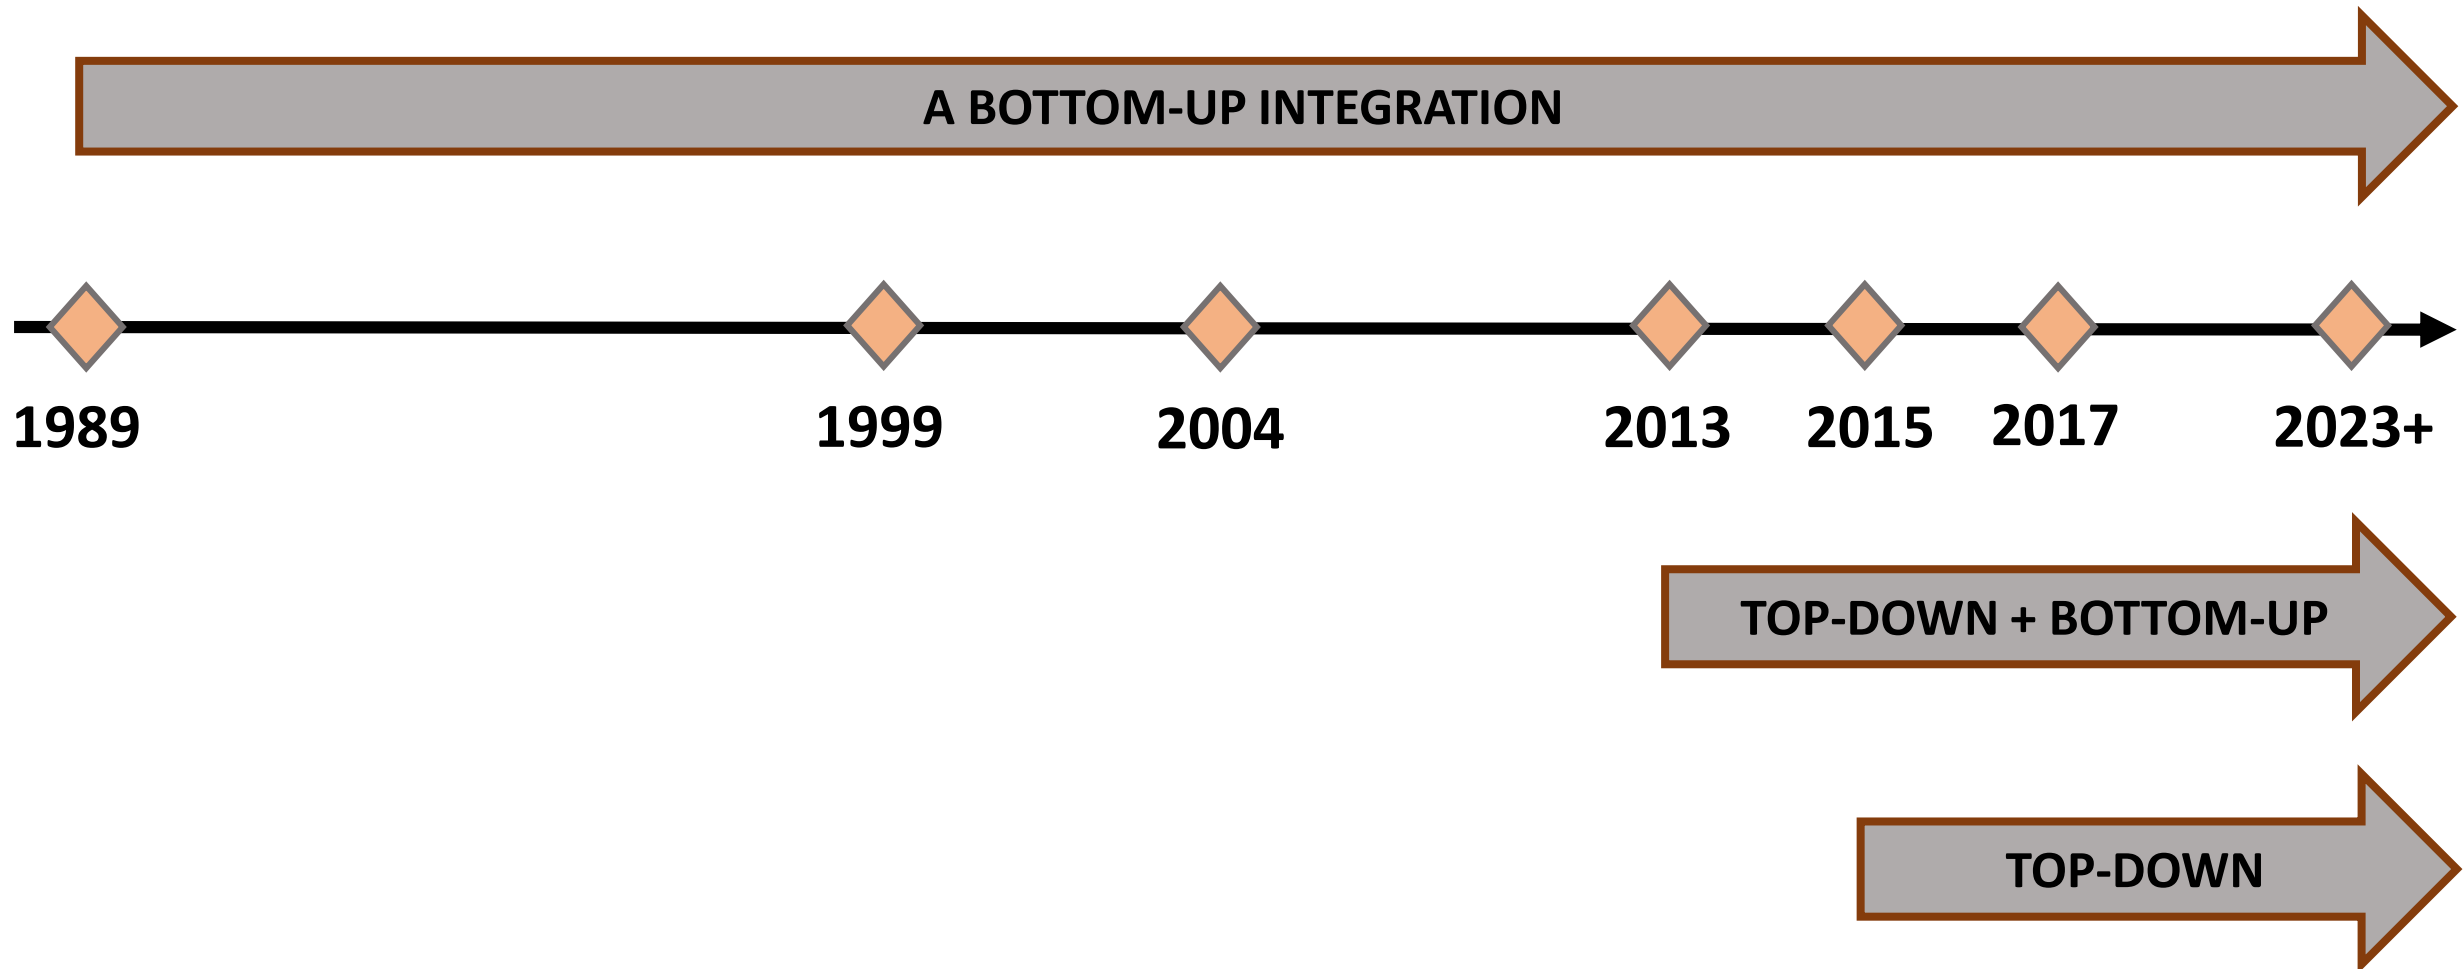 A BOTTOM-UP INTEGRATION
1989 1999 2004 2013 2015 2017 2023+
TOP-DOWN + BOTTOM-UP
TOP-DOWN